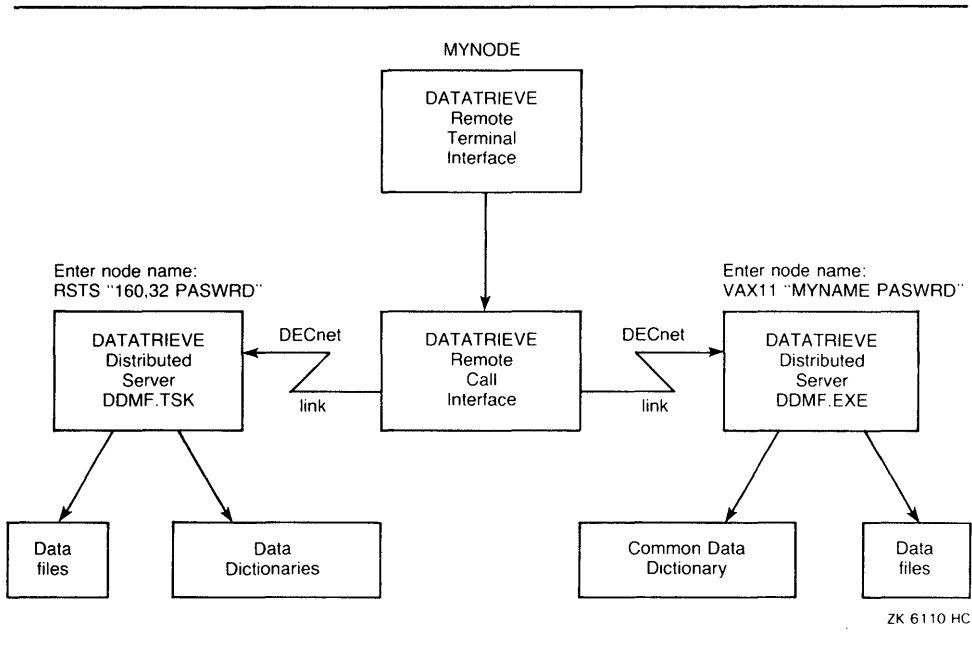 MYNODE
DATATRIEVE
Remote
Terminal
Interface
Enter node name:
RSTS "160,32 PASWRD"
Enter node name:
VAX11 "MYNAME PASWRD"
DATATRIEVE
Distributed
Server
DDMF.TSK
DECnet
link
DATATRIEVE
Remote
Call
Interface
DECnet
link
DATATRIEVE
Distributed
Server
DDMF.EXE
Data
files
Data
Dictionaries
Common Data
Dictionary
Data
files
ZK 6110 HC